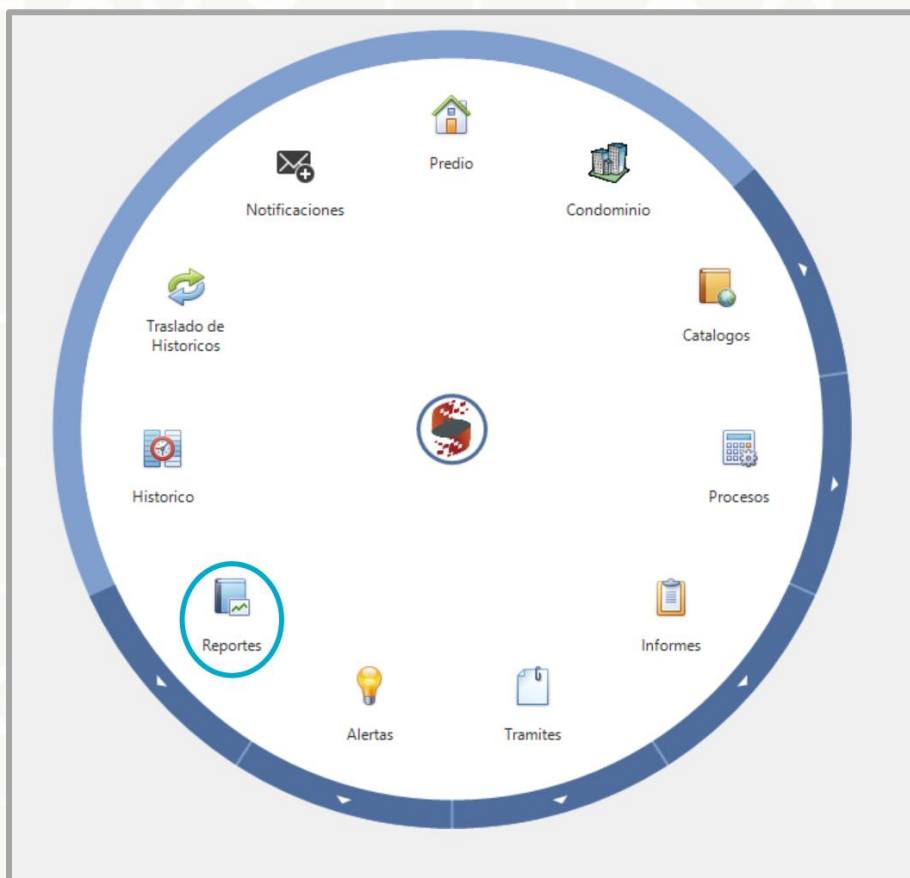 Predio
Condominio
Notificaciones
Catalogos
Traslado de
Historicos
Procesos
Historico
Informes
Reportes
Tramites
Alertas